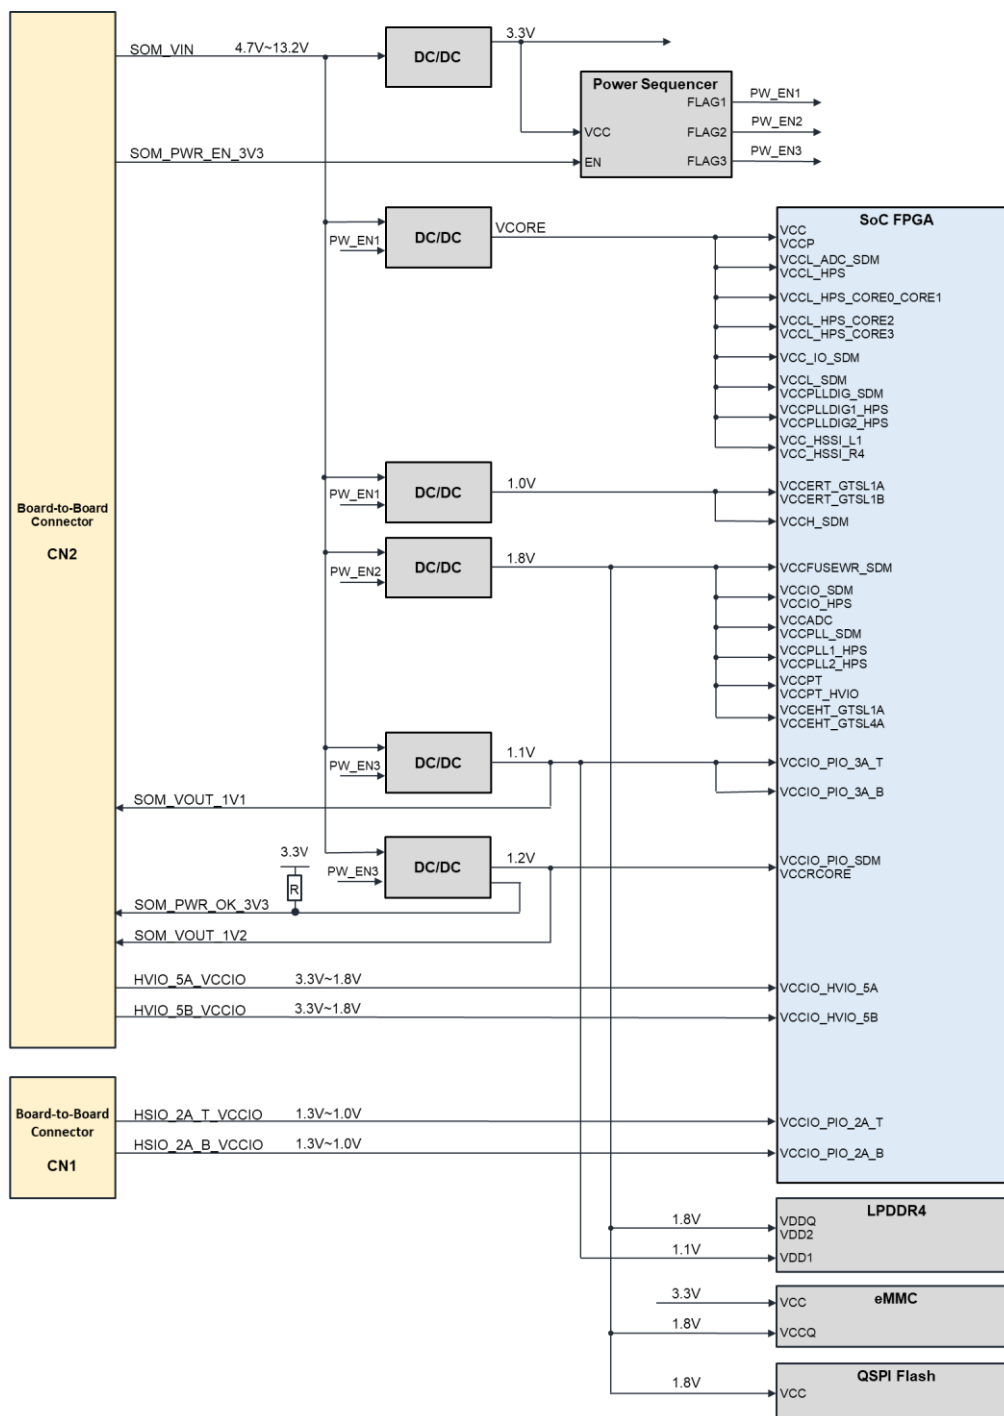 SOM_VIN
4.7V~13.2V
DC/DC
3.3V
Power Sequencer
FLAG1
PW_EN1
VCC
FLAG2
PW_EN2
SOM_PWR_EN_3V3
EN
FLAG3
PW_EN3
SoC FPGA
PW_EN1
DC/DC
VCORE
VCC
VCCP
VCCL_ADC_SDM
VCCL_HPS
VCCL_HPS_CORE0_CORE1
VCCL_HPS_CORE2
VCCL_HPS_CORE3
VCC_IO_SDM
VCCL_SDM
VCCPLLDIG_SDM
VCCPLLDIG1_HPS
VCCPLLDIG2_HPS
VCC_HSSI_L1
VCC_HSSI_R4
Board-to-Board
Connector
CN2
PW_EN1
DC/DC
1.0V
VCCERT_GTSL1A
VCCERT_GTSL1B
VCCH_SDM
PW_EN2
DC/DC
1.8V
VCCFUSEWR_SDM
VCCIO_SDM
VCCIO_HPS
VCCADC
VCCPLL_SDM
VCCPLL1_HPS
VCCPLL2_HPS
VCCPT
VCCPT_HVIO
VCCEHT_GTSL1A
VCCEHT_GTSL4A
PW_EN3
DC/DC
1.1V
VCCIO_PIO_3A_T
VCCIO_PIO_3A_B
SOM_VOUT_1V1
3.3V
R
PW_EN3
DC/DC
1.2V
VCCIO_PIO_SDM
VCCRCORE
SOM_PWR_OK_3V3
SOM_VOUT_1V2
HVIO_5A_VCCIO
3.3V~1.8V
VCCIO_HVIO_5A
HVIO_5B_VCCIO
3.3V~1.8V
VCCIO_HVIO_5B
Board-to-Board
Connector
CN1
HSIO_2A_T_VCCIO
1.3V~1.0V
VCCIO_PIO_2A_T
HSIO_2A_B_VCCIO
1.3V~1.0V
VCCIO_PIO_2A_B
LPDDR4
1.8V
VDDQ
VDD2
1.1V
VDD1
eMMC
3.3V
VCC
1.8V
VCCQ
QSPI Flash
1.8V
VCC